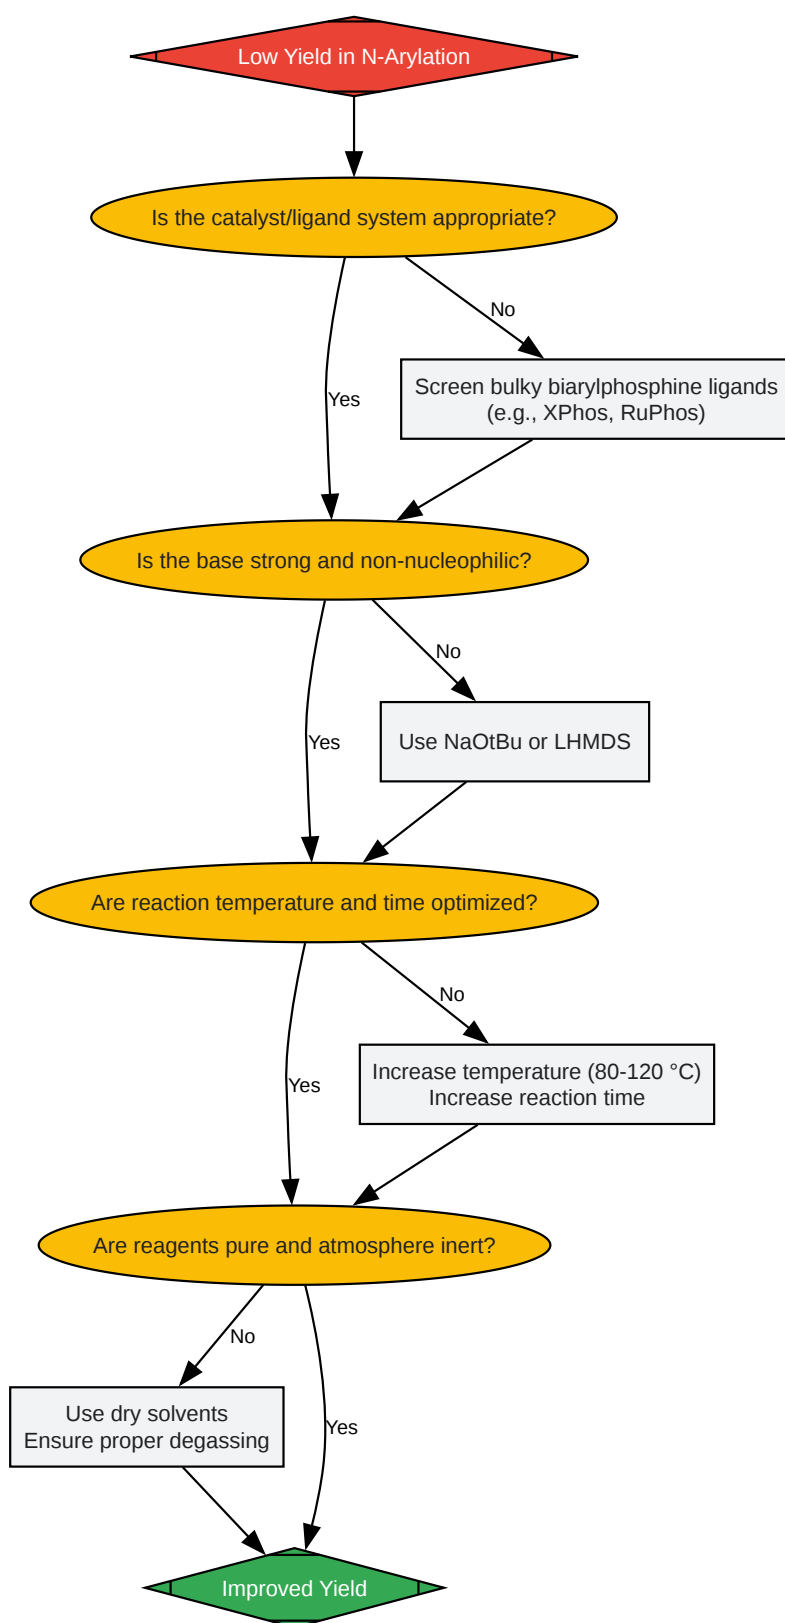 Low Yield in N-Arylation
Is the catalyst/ligand system appropriate?
No
Screen bulky biarylphosphine ligands
(e.g., XPhos, RuPhos)
Yes
Is the base strong and non-nucleophilic?
No
Use NaOtBu or LHMDS
Yes
Are reaction temperature and time optimized?
No
Increase temperature (80-120 °C)
Increase reaction time
Yes
Are reagents pure and atmosphere inert?
No
Use dry solvents
Ensure proper degassing
Yes
Improved Yield